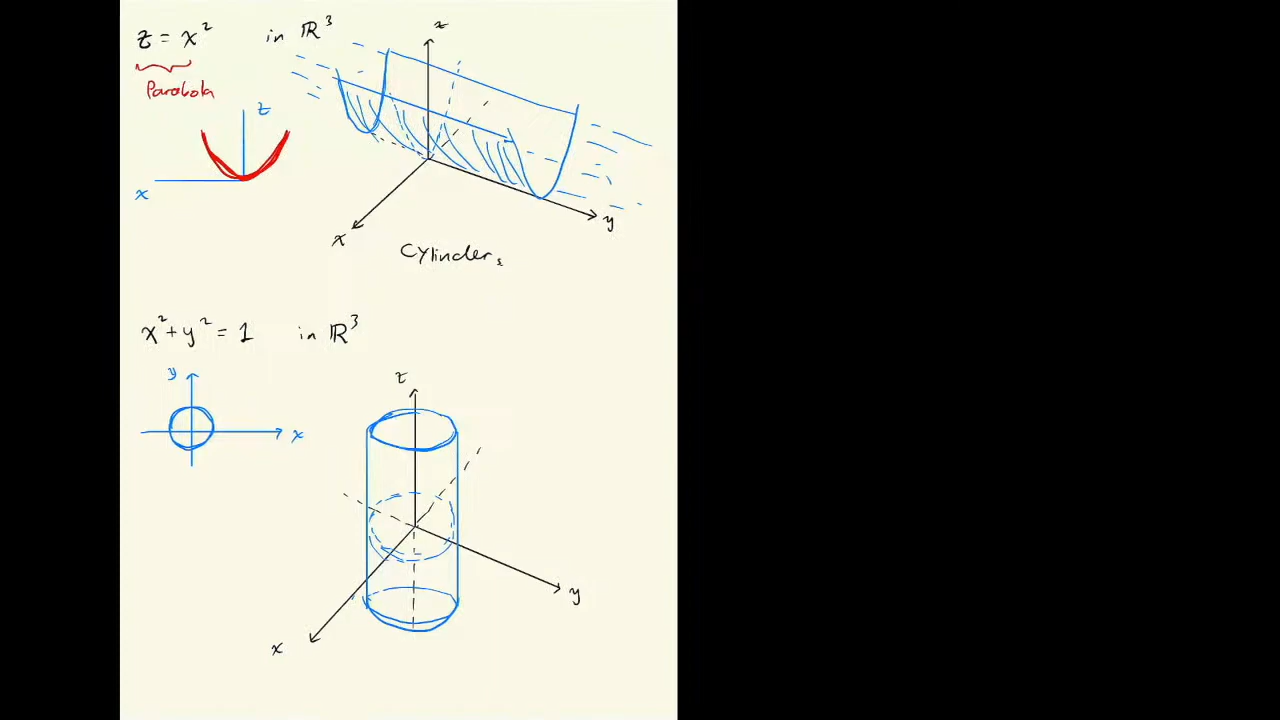 z = x² in ℝ³
Parabola
z
x
z
x
y
Cylinders
x² + y² = 1 in ℝ³
y
x
z
y
x